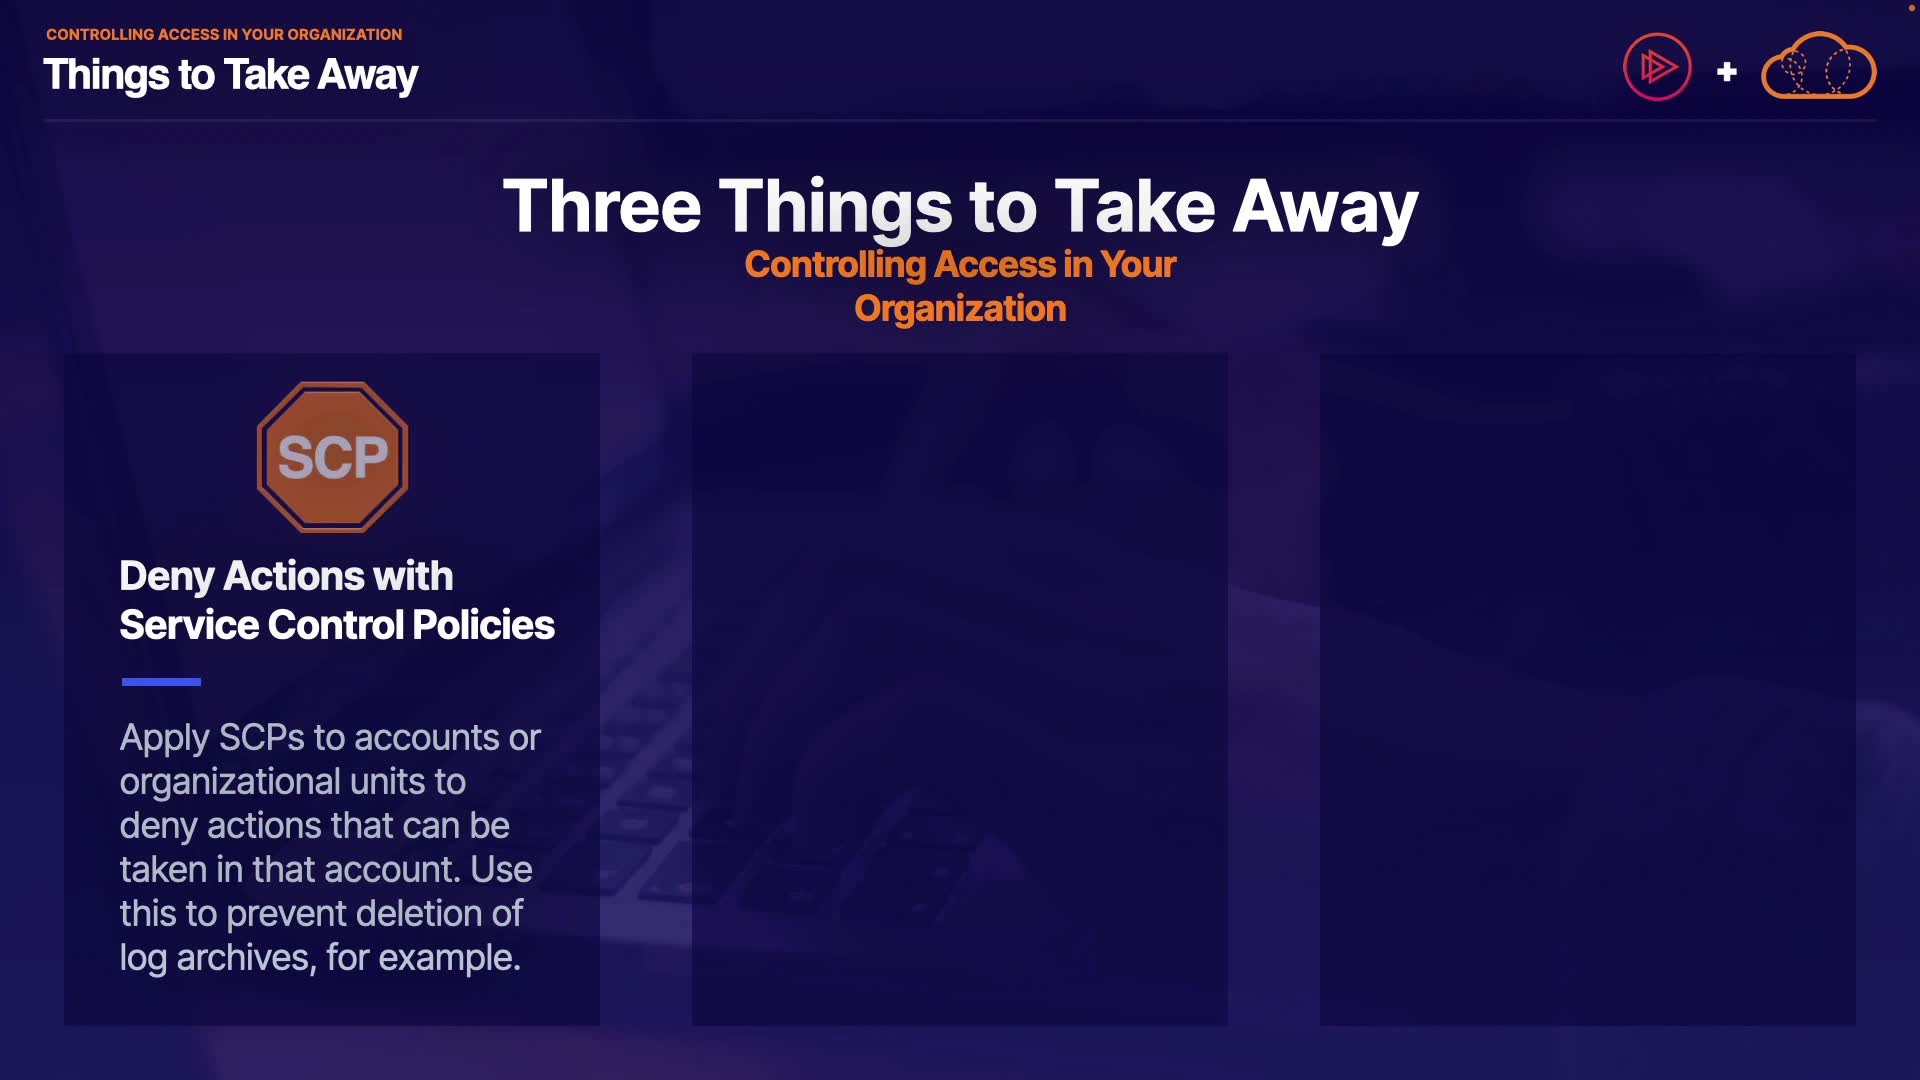 CONTROLLING ACCESS IN YOUR ORGANIZATION
Things to Take Away
Three Things to Take Away
Controlling Access in Your
Organization
SCP
Deny Actions with
Service Control Policies
Apply SCPs to accounts or
organizational units to
deny actions that can be
taken in that account. Use
this to prevent deletion of
log archives, for example.